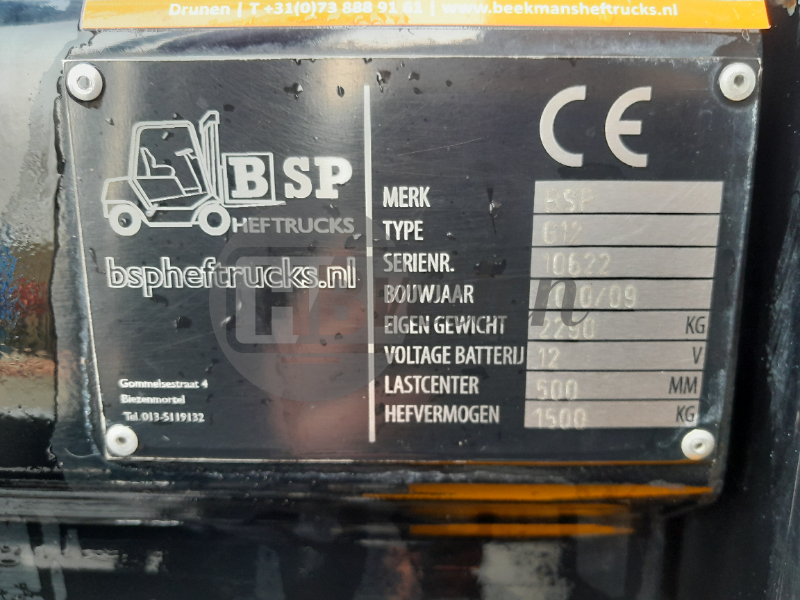 Drunen | T +31(0)73 888 91 61 | www.beekmansheftrucks.nl
BSP
HEFTRUCKS
bspheftrucks.nl
Gommelsestraat 4
Biezenmortel
Tel. 013-5119132
CE
MERK BSP
TYPE
SERIENR. 10622
BOUWJAAR
EIGEN GEWICHT 2290 KG
VOLTAGE BATTERIJ 12 V
LASTCENTER 500 MM
HEFVERMOGEN 1500 KG